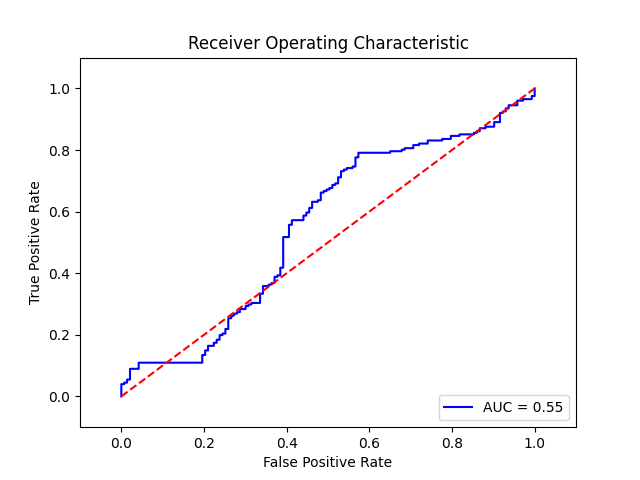 Receiver Operating Characteristic
True Positive Rate
1.0
0.8
0.6
0.4
0.2
0.0
AUC = 0.55
0.0 0.2 0.4 0.6 0.8 1.0
False Positive Rate